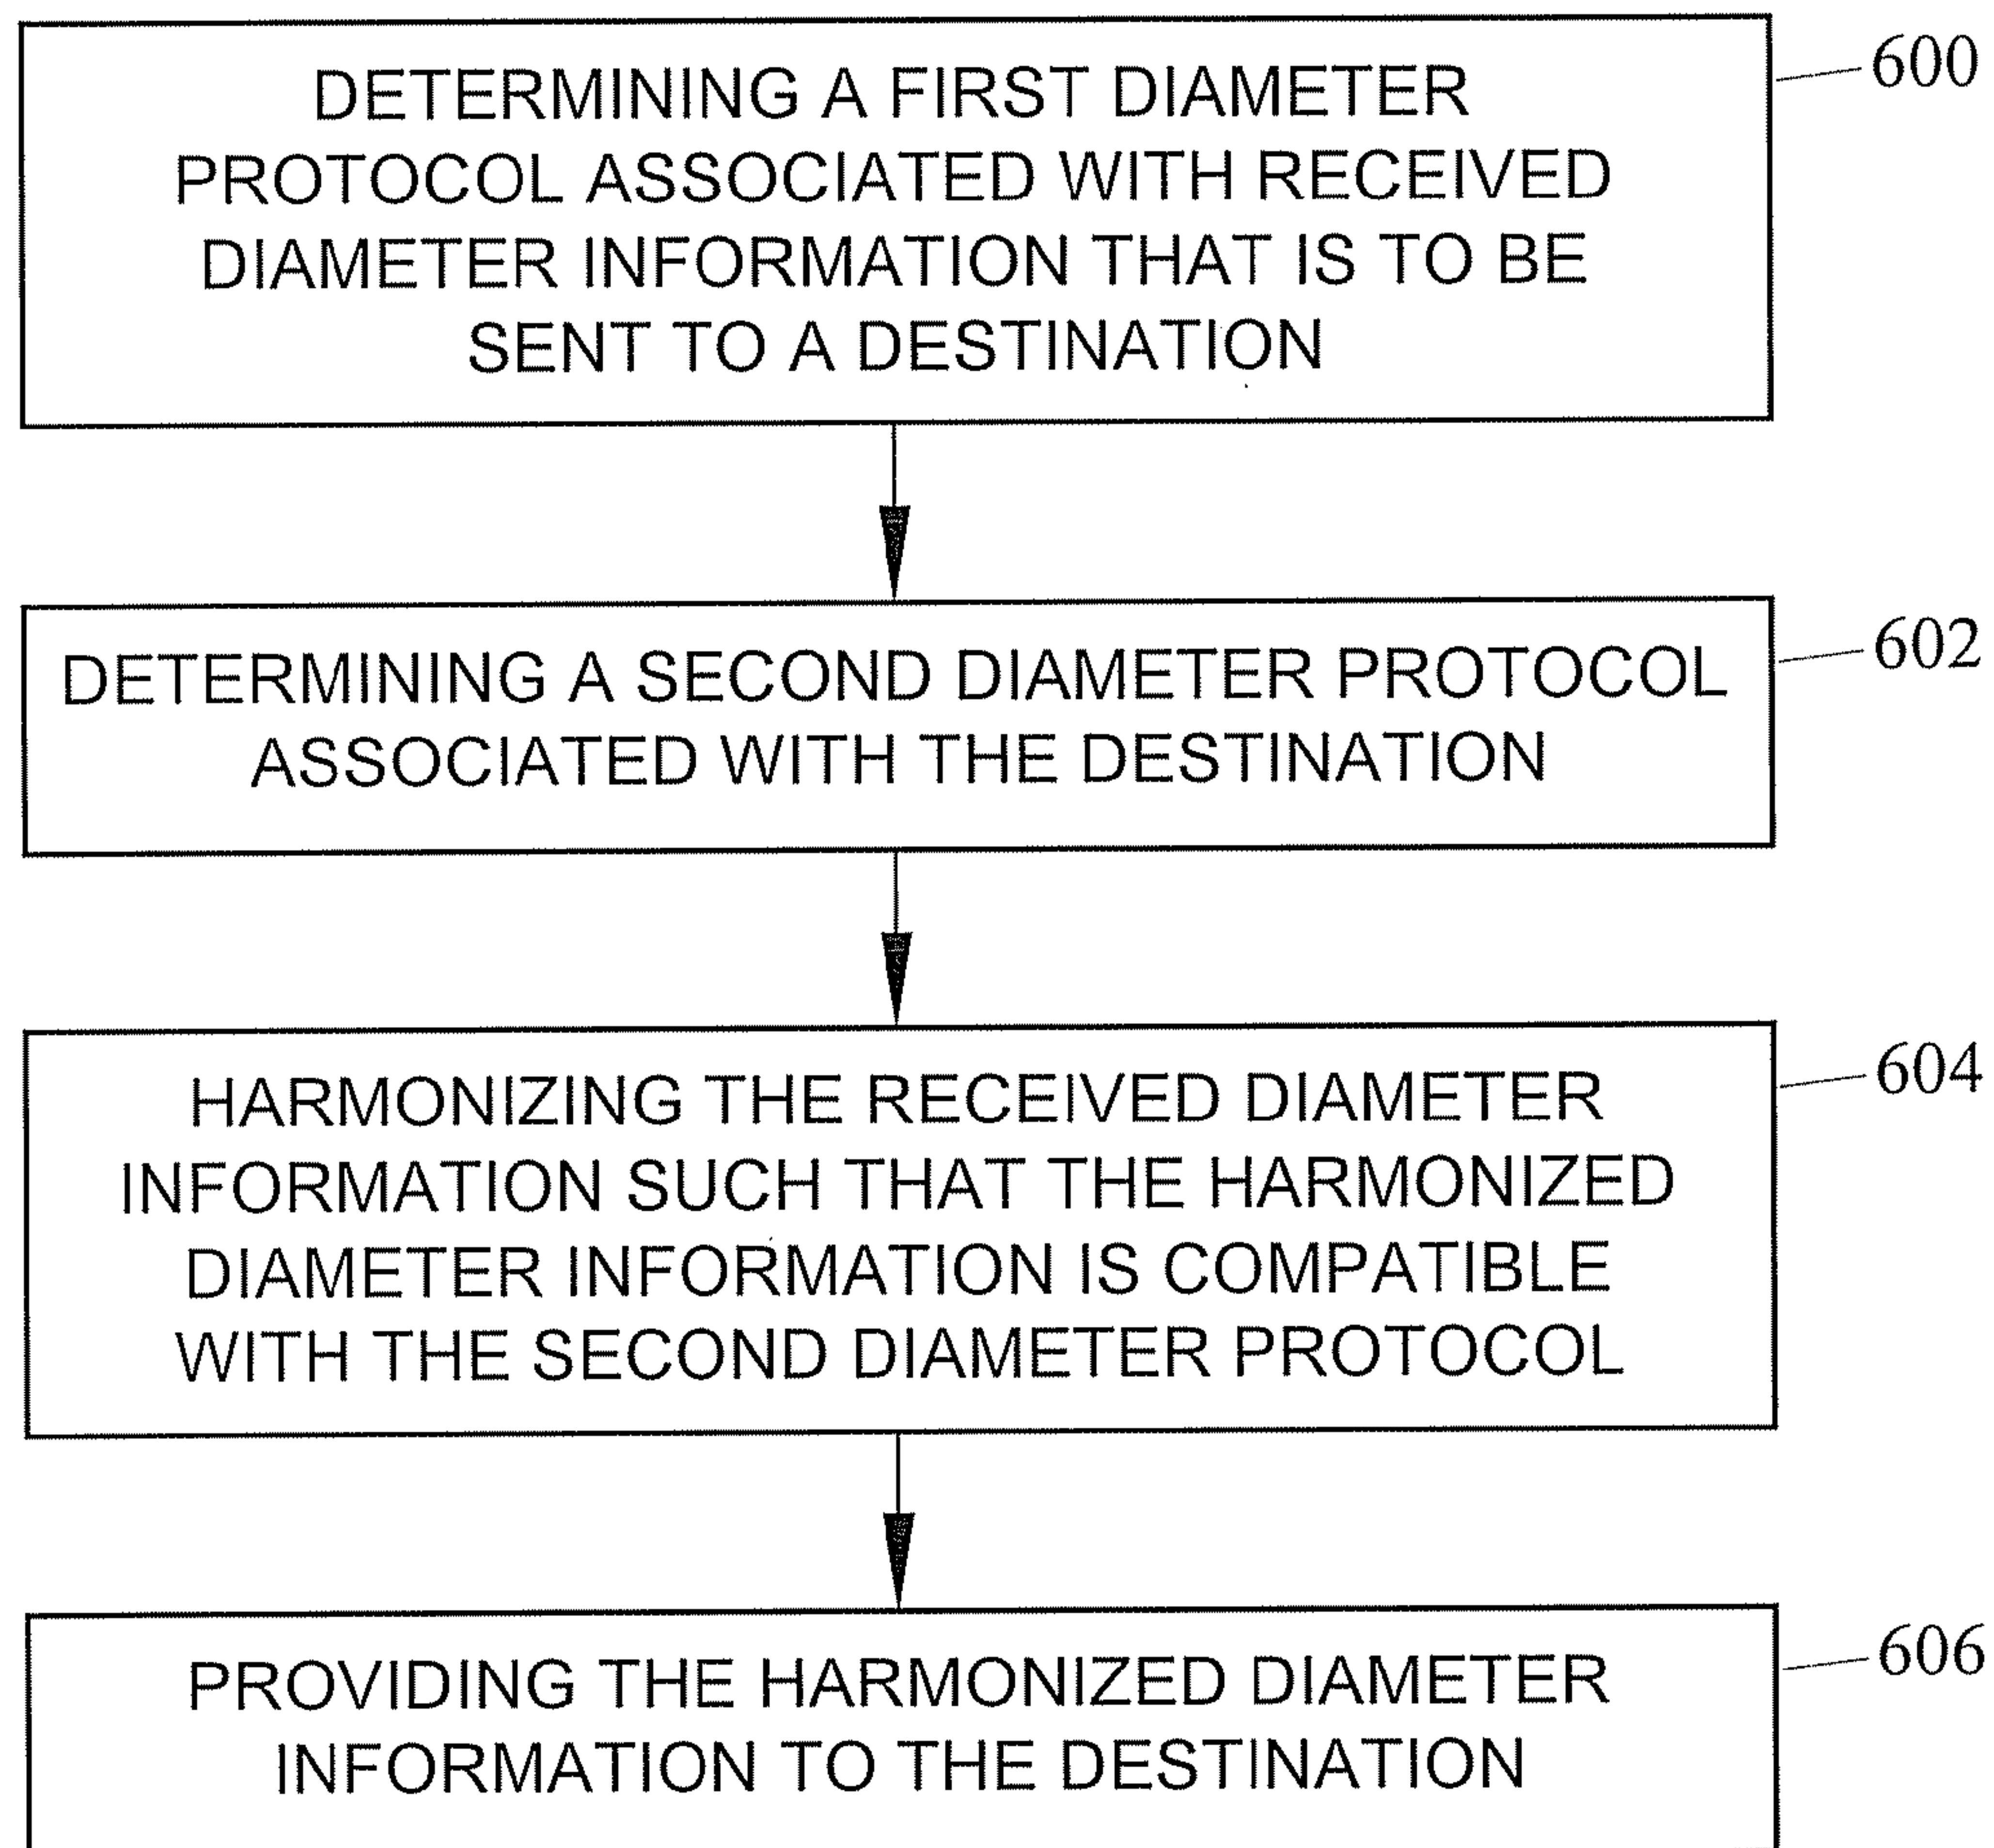 DETERMINING A FIRST DIAMETER
PROTOCOL ASSOCIATED WITH RECEIVED
DIAMETER INFORMATION THAT IS TO BE
SENT TO A DESTINATION
600
DETERMINING A SECOND DIAMETER PROTOCOL
ASSOCIATED WITH THE DESTINATION
602
HARMONIZING THE RECEIVED DIAMETER
INFORMATION SUCH THAT THE HARMONIZED
DIAMETER INFORMATION IS COMPATIBLE
WITH THE SECOND DIAMETER PROTOCOL
604
PROVIDING THE HARMONIZED DIAMETER
INFORMATION TO THE DESTINATION
606